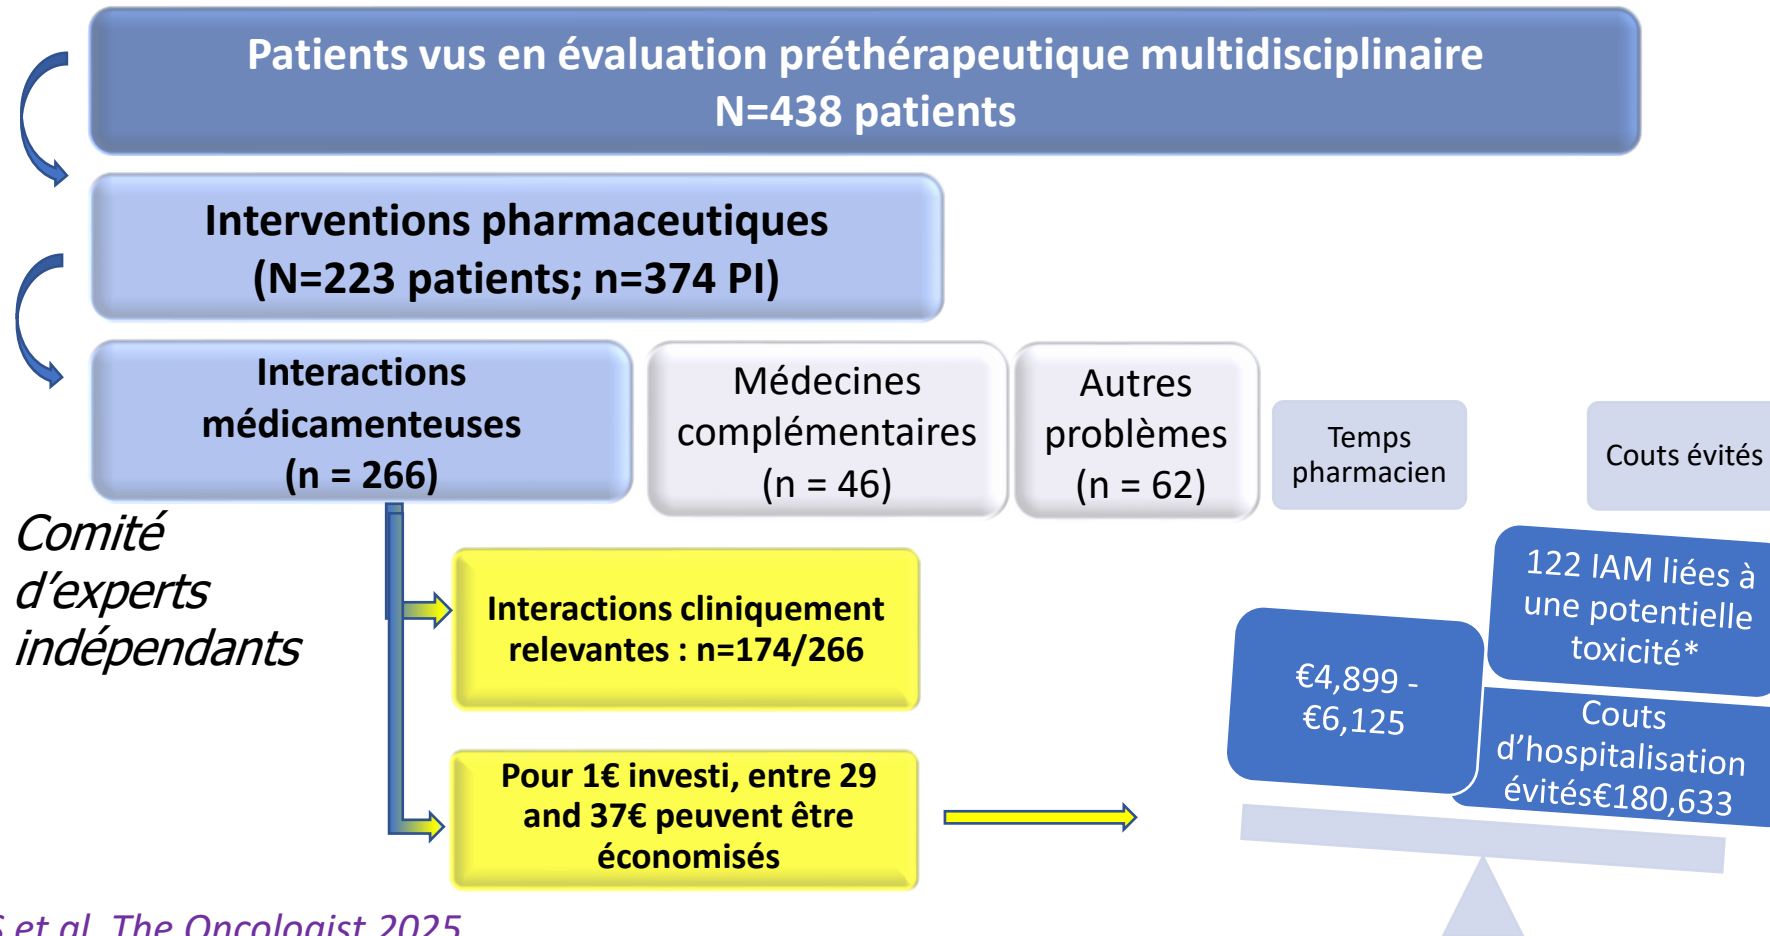 Patients vus en évaluation préthérapeutique multidisciplinaire
N=438 patients
Interventions pharmaceutiques
(N=223 patients; n=374 PI)
Interactions
médicamenteuses
(n = 266)
Médecines
complémentaires
(n = 46)
Autres
problèmes
(n = 62)
Temps
pharmacien
Couts évités
Comité
d’experts
indépendants
Interactions cliniquement
relevantes : n=174/266
Pour 1€ investi, entre 29
and 37€ peuvent être
économisés
€4,899 -
€6,125
122 IAM liées à
une potentielle
toxicité*
Couts
d’hospitalisation
évités€180,633
et al. The Oncologist 2025